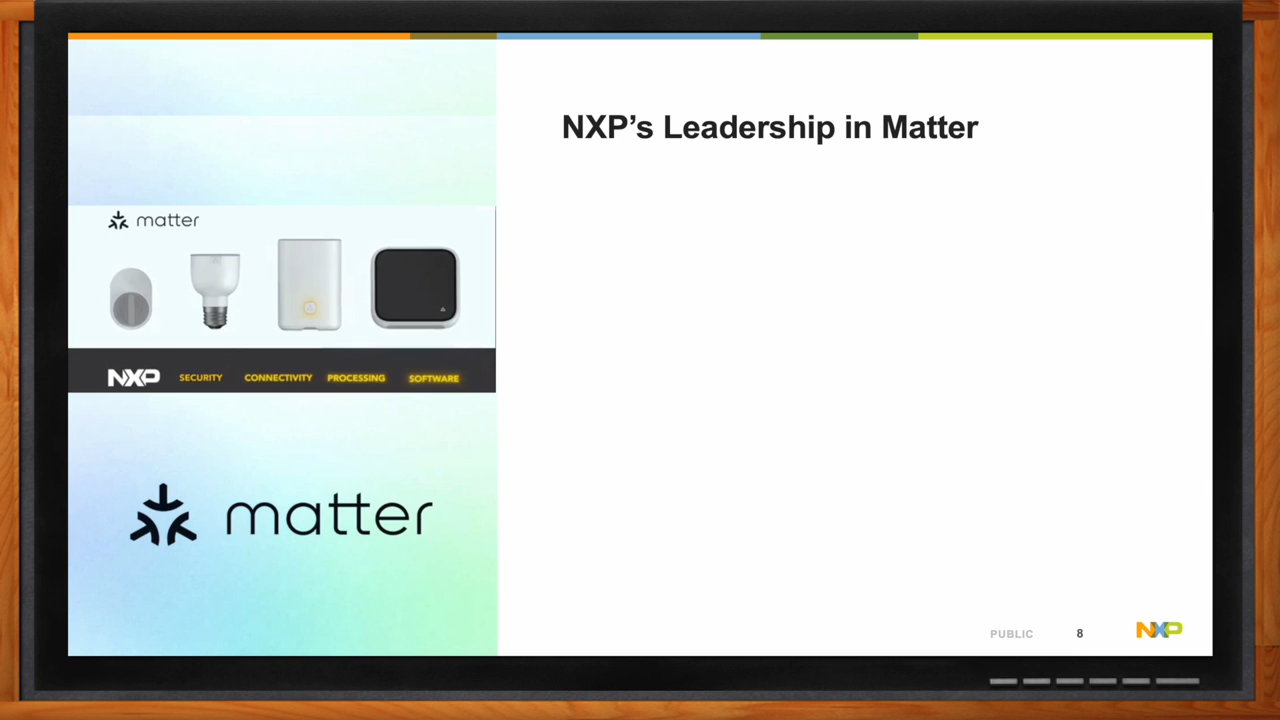 NXP's Leadership in Matter
matter
NXP SECURITY CONNECTIVITY PROCESSING SOFTWARE
matter
PUBLIC 8 NXP